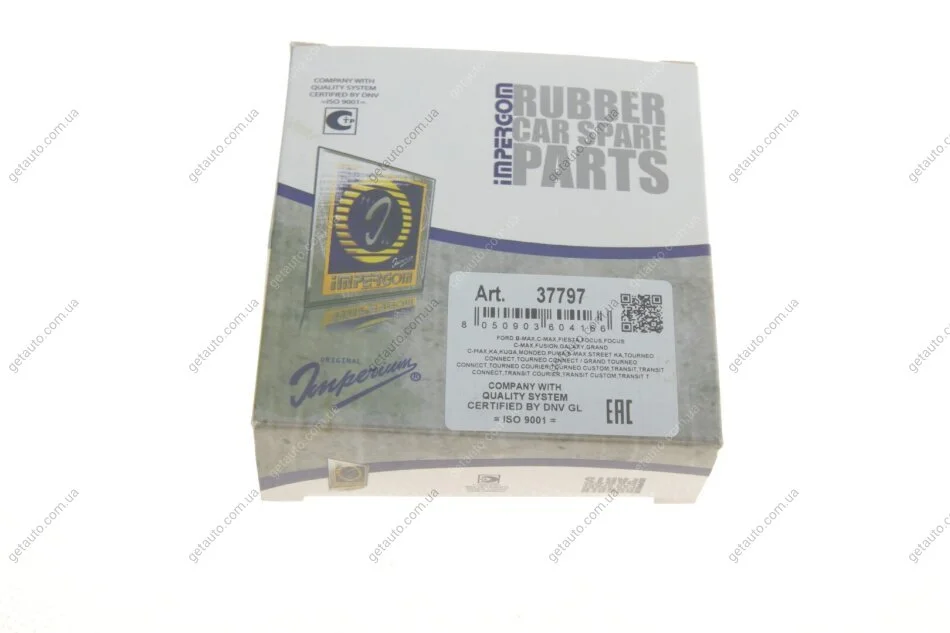 COMPANY WITH
QUALITY SYSTEM
CERTIFIED BY DNV
=ISO 9001=
iMPERGOM
RUBBER
CAR SPARE
PARTS
iMPERGOM
ORIGINAL
Imperium ®
Art. 37797
8 050903 604166
FORD,B-MAX,C-MAX,FIESTA,FOCUS,FOCUS
C-MAX,FUSION,GALAXY,GRAND
C-MAX,KA,KUGA,MONDEO,PUMA,S-MAX,STREET KA,TOURNEO
CONNECT,TOURNEO CONNECT / GRAND TOURNEO
CONNECT,TOURNEO COURIER,TOURNEO CUSTOM,TRANSIT,TRANSIT
CONNECT,TRANSIT COURIER,TRANSIT CUSTOM,TRANSIT T
COMPANY WITH
QUALITY SYSTEM
CERTIFIED BY DNV GL
= ISO 9001 =
EAC
getauto.com.ua